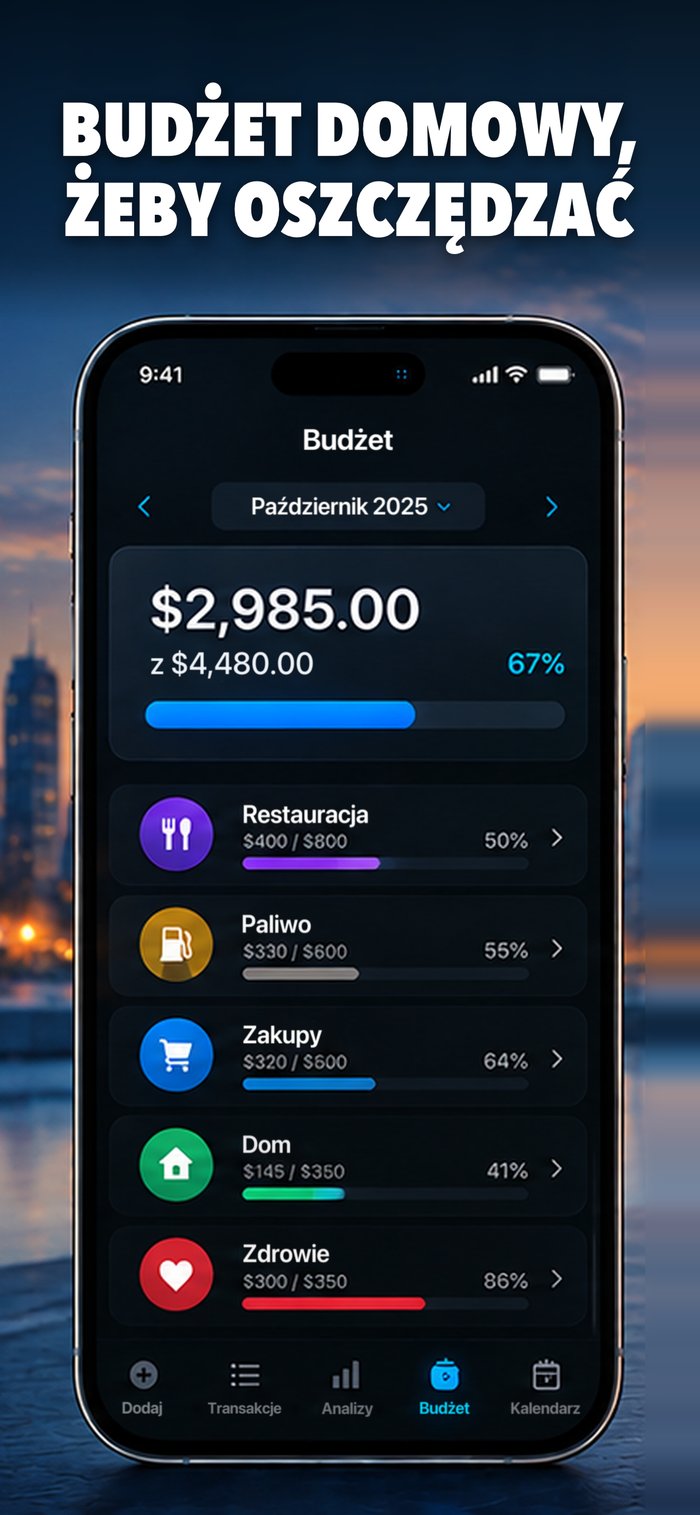 BUDŻET DOMOWY,
ŻEBY OSZCZĘDZAĆ
9:41
Budżet
Październik 2025
$2,985.00
z $4,480.00
67%
Restauracja
$400 / $800
50%
Paliwo
$330 / $600
55%
Zakupy
$320 / $600
64%
Dom
$145 / $350
41%
Zdrowie
$300 / $350
86%
Dodaj
Transakcje
Analizy
Budżet
Kalendarz